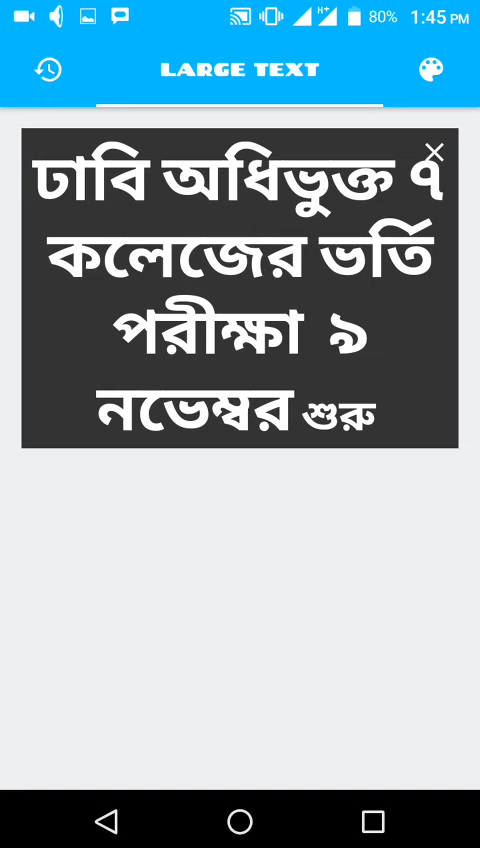 H+
80%
1:45 PM
LARGE TEXT
ঢাবি অধিভুক্ত ৭
কলেজের ভর্তি
পরীক্ষা ৯
নভেম্বর শুরু